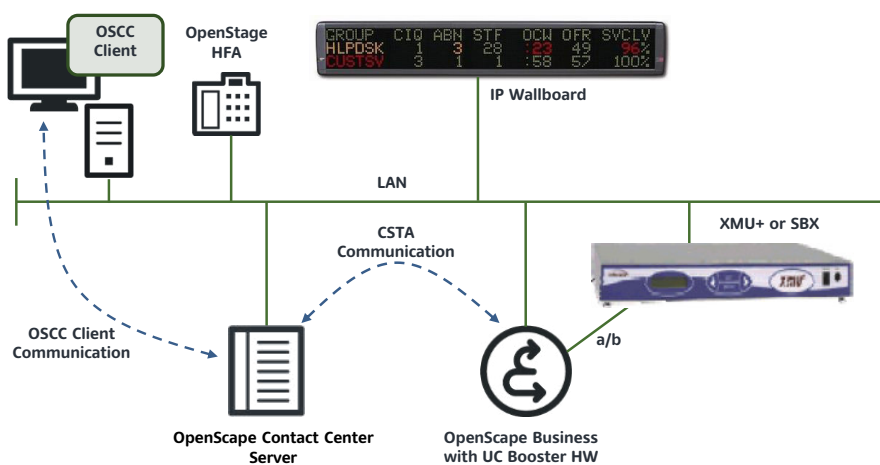 OSCC
Client
OpenStage
HFA
GROUP CIQ ABN STF OCW OFR SVCLV
HLPDSK 1 3 28 :23 49 96%
CUSTSV 3 1 1 :58 57 100%
IP Wallboard
LAN
XMU+ or SBX
CSTA
Communication
XMU
OSCC Client
Communication
a/b
OpenScape Contact Center
Server
OpenScape Business
with UC Booster HW